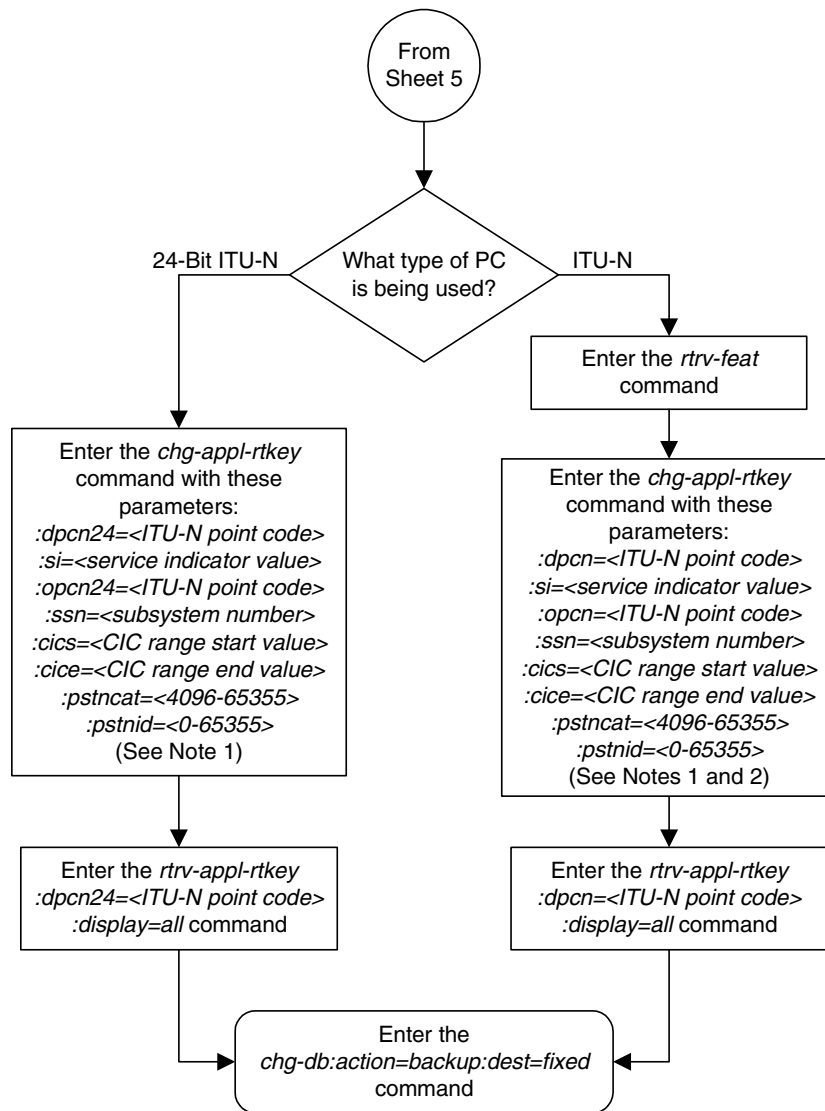 From
Sheet 5
What type of PC
is being used?
24-Bit ITU-N
ITU-N
Enter the rtrv-feat
command
Enter the chg-appl-rtkey
command with these
parameters:
:dpcn24=<ITU-N point code>
:si=<service indicator value>
:opcn24=<ITU-N point code>
:ssn=<subsystem number>
:cics=<CIC range start value>
:cice=<CIC range end value>
:pstncat=<4096-65355>
:pstnid=<0-65355>
(See Note 1)
Enter the chg-appl-rtkey
command with these
parameters:
:dpcn=<ITU-N point code>
:si=<service indicator value>
:opcn=<ITU-N point code>
:ssn=<subsystem number>
:cics=<CIC range start value>
:cice=<CIC range end value>
:pstncat=<4096-65355>
:pstnid=<0-65355>
(See Notes 1 and 2)
Enter the rtrv-appl-rtkey
:dpcn24=<ITU-N point code>
:display=all command
Enter the rtrv-appl-rtkey
:dpcn=<ITU-N point code>
:display=all command
Enter the
chg-db:action=backup:dest=fixed
command